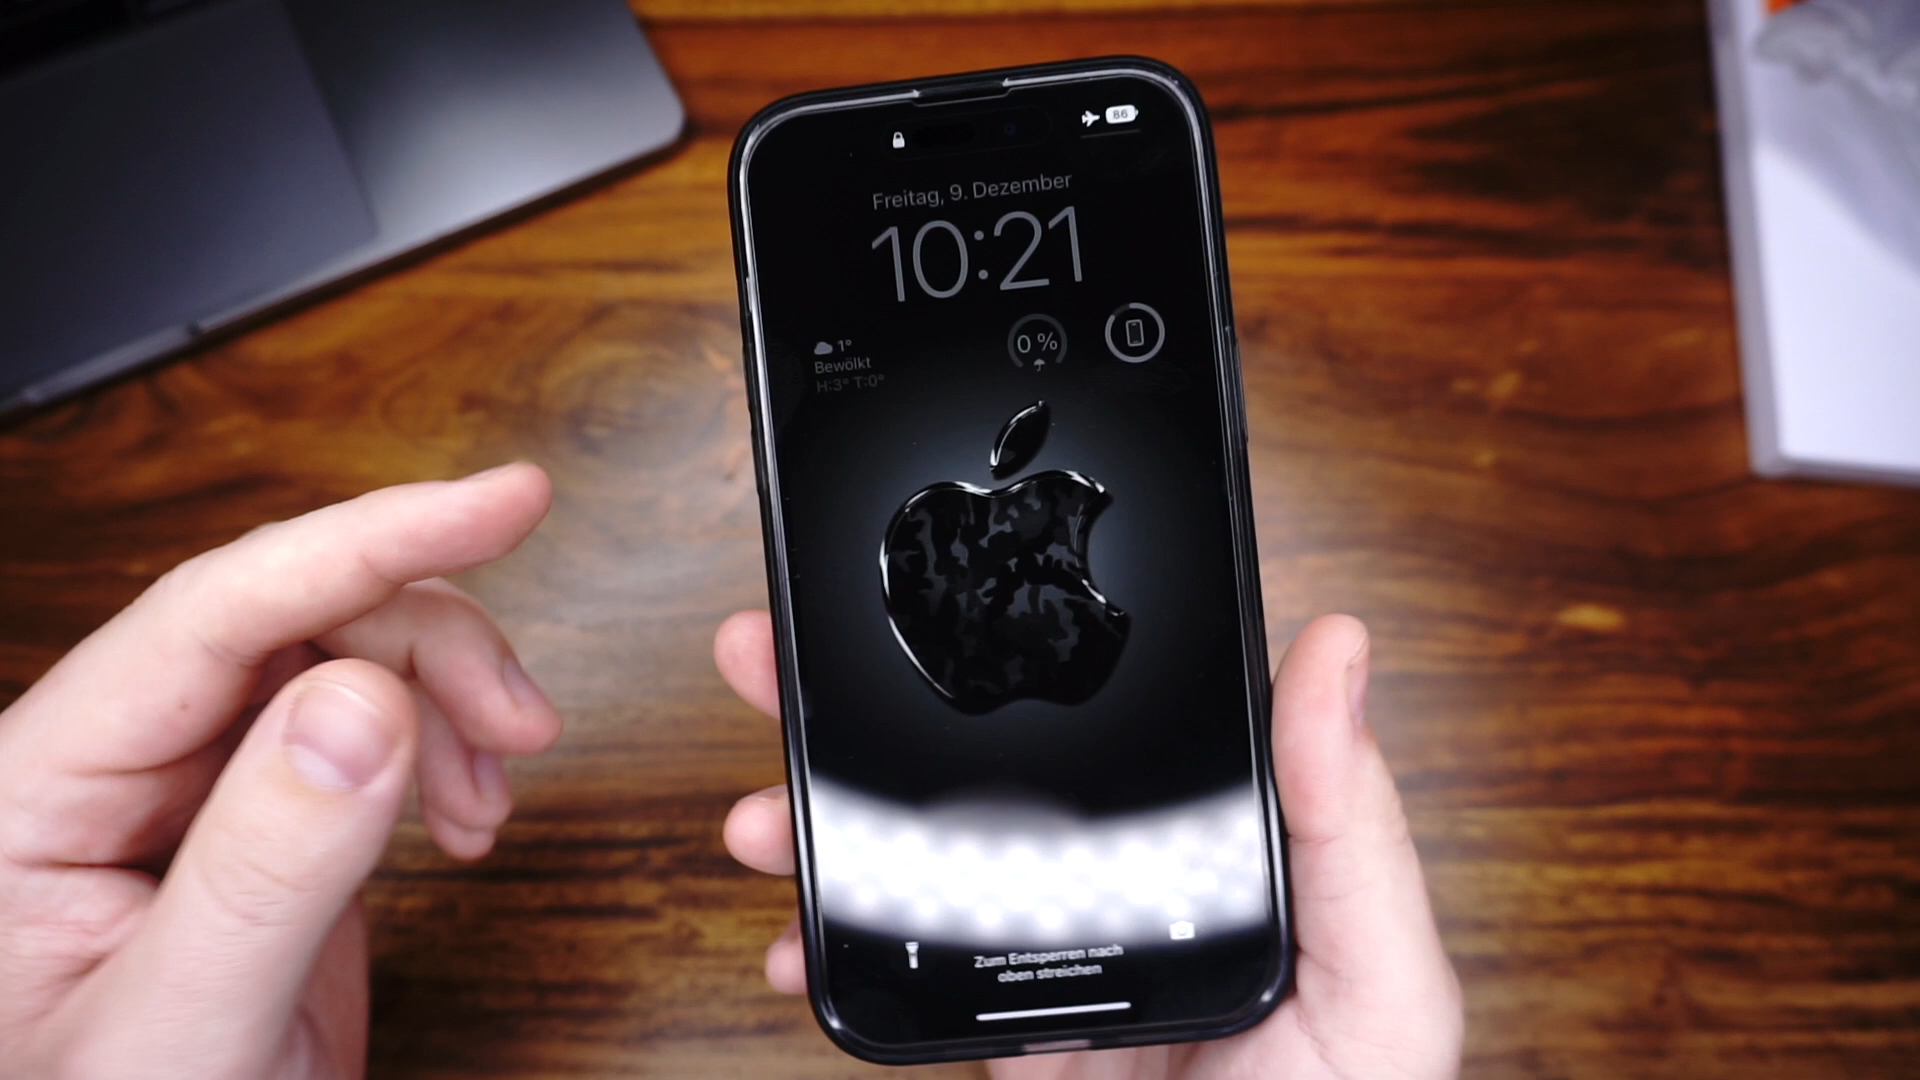 86
Freitag, 9. Dezember
10:21
1°
Bewölkt
H:3° T:0°
0 %
Zum Entsperren nach
oben streichen